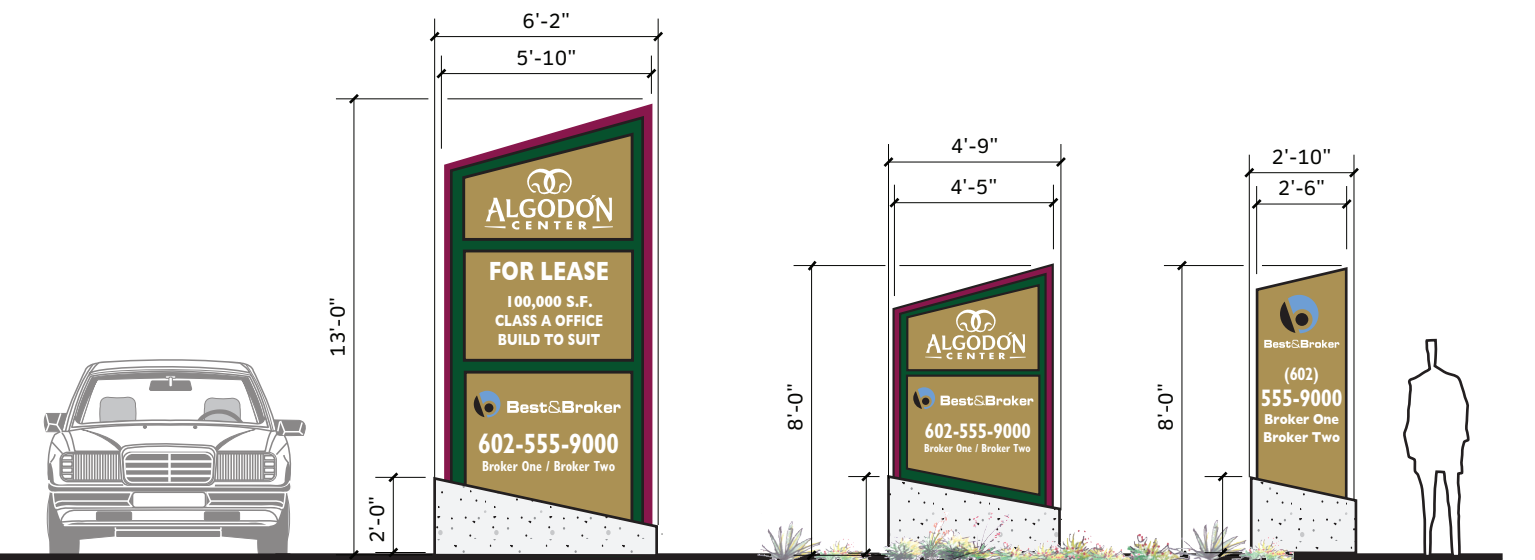 6'-2"
5'-10"
13'-0"
2'-0"
ALGODÓN
CENTER
FOR LEASE
100,000 S.F.
CLASS A OFFICE
BUILD TO SUIT
Best&Broker
602-555-9000
Broker One / Broker Two
4'-9"
4'-5"
8'-0"
ALGODÓN
CENTER
Best&Broker
602-555-9000
Broker One / Broker Two
2'-10"
2'-6"
8'-0"
Best&Broker
(602)
555-9000
Broker One
Broker Two